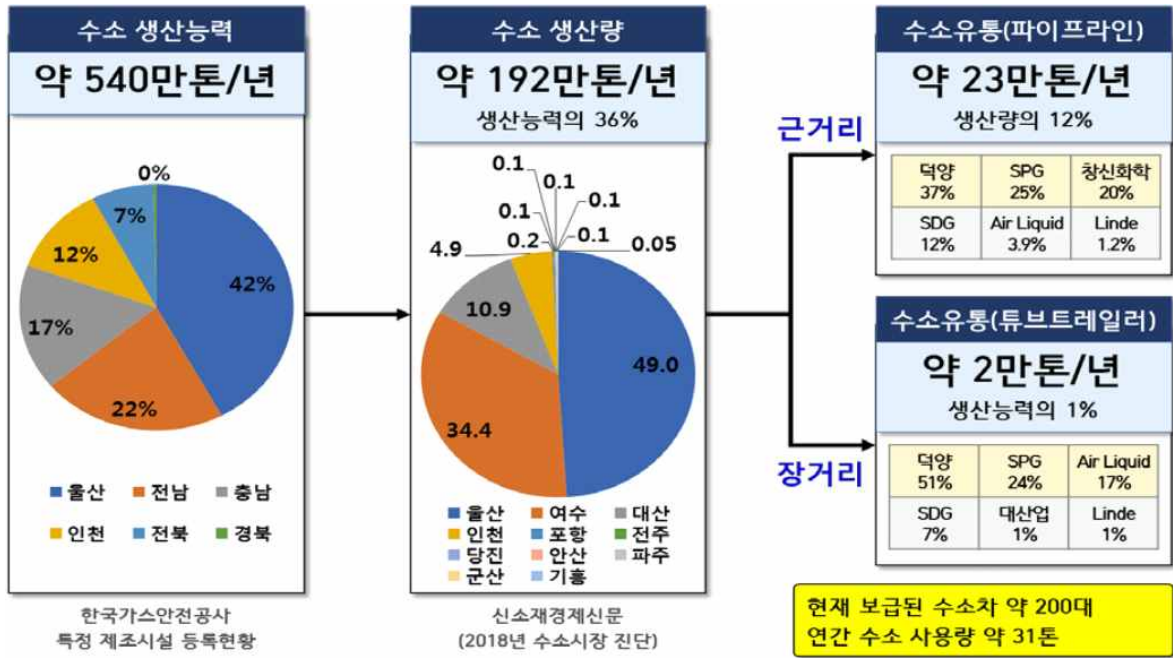 수소 생산능력
약 540만톤/년
0%
7%
12%
42%
17%
22%
울산 전남 충남
인천 전북 경북
한국가스안전공사
특정 제조시설 등록현황
수소 생산량
약 192만톤/년
생산능력의 36%
0.1
0.1
0.1
0.1
4.9
0.2
0.1
0.05
10.9
49.0
34.4
울산 여수 대산
인천 포항 전주
당진 안산 파주
군산 기흥
신소재경제신문
(2018년 수소시장 진단)
근거리
수소유통(파이프라인)
약 23만톤/년
생산량의 12%
덕양 SPG 창신화학
37% 25% 20%
SDG Air Liquid Linde
12% 3.9% 1.2%
장거리
수소유통(튜브트레일러)
약 2만톤/년
생산능력의 1%
덕양 SPG Air Liquid
51% 24% 17%
SDG 대산업 Linde
7% 1% 1%
현재 보급된 수소차 약 200대
연간 수소 사용량 약 31톤